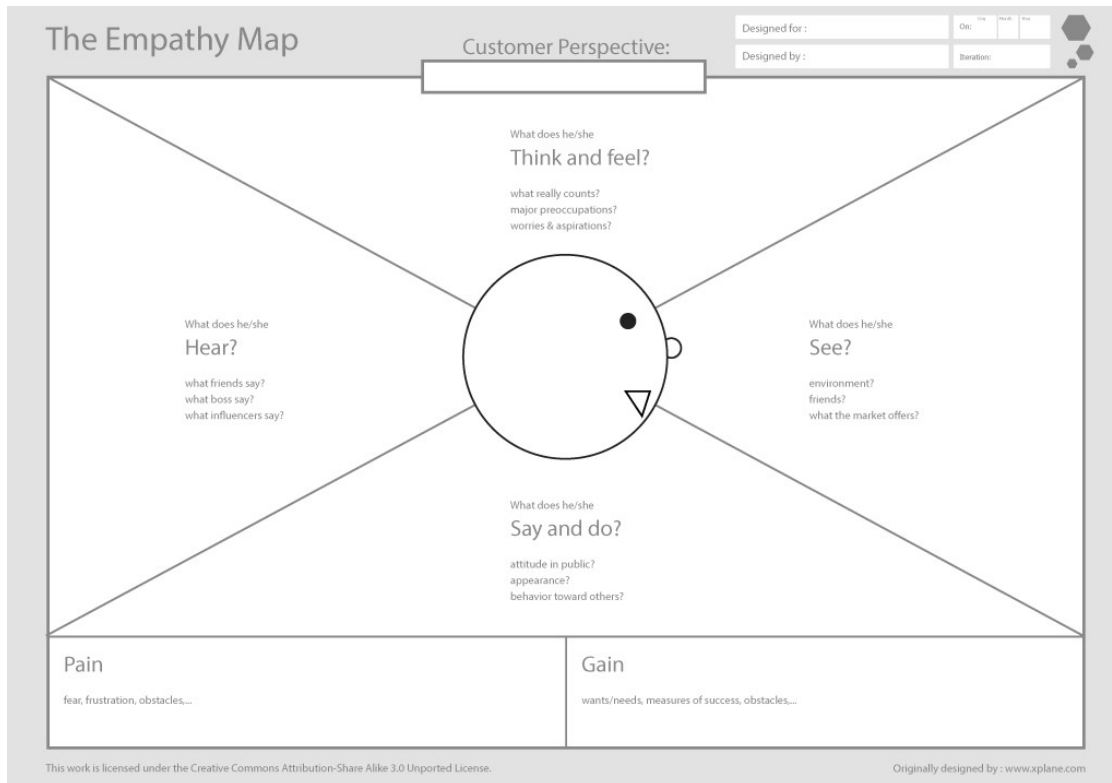 The Empathy Map
Customer Perspective:
Designed for :
On:
Day
Month
Year
Designed by :
Iteration:
What does he/she
Think and feel?
what really counts?
major preoccupations?
worries & aspirations?
What does he/she
Hear?
what friends say?
what boss say?
what influencers say?
What does he/she
See?
environment?
friends?
what the market offers?
What does he/she
Say and do?
attitude in public?
appearance?
behavior toward others?
Pain
fear, frustration, obstacles,...
Gain
wants/needs, measures of success, obstacles,...
This work is licensed under the Creative Commons Attribution-Share Alike 3.0 Unported License.
Originally designed by : www.xplane.com